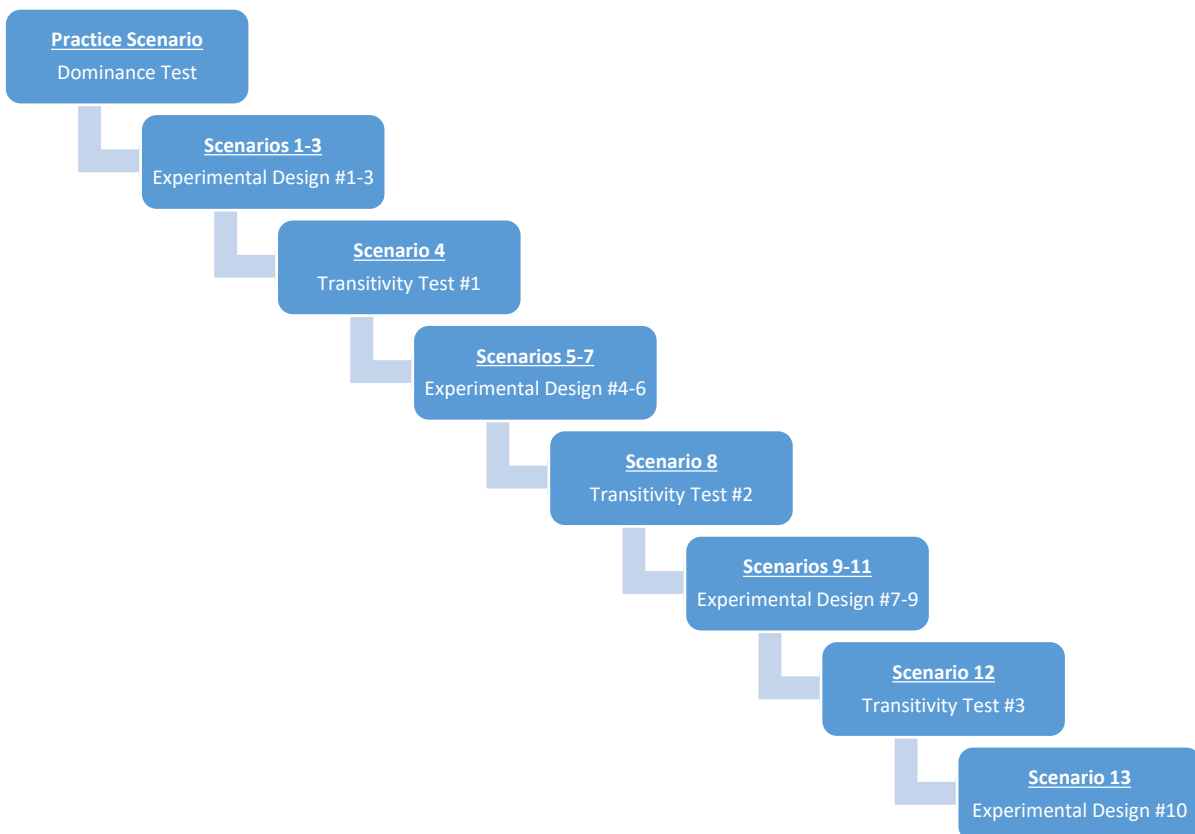 Practice Scenario
Dominance Test
Scenarios 1-3
Experimental Design #1-3
Scenario 4
Transitivity Test #1
Scenarios 5-7
Experimental Design #4-6
Scenario 8
Transitivity Test #2
Scenarios 9-11
Experimental Design #7-9
Scenario 12
Transitivity Test #3
Scenario 13
Experimental Design #10